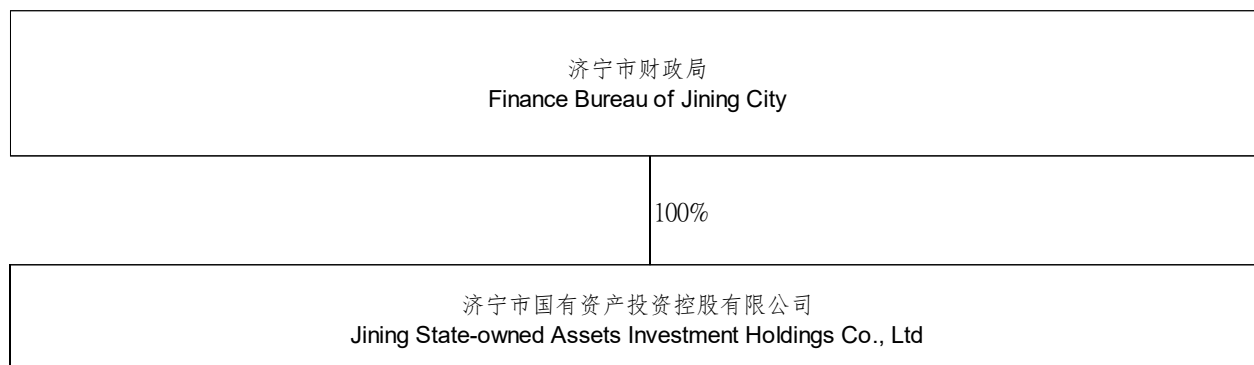 济宁市财政局
Finance Bureau of Jining City
100%
济宁市国有资产投资控股有限公司
Jining State-owned Assets Investment Holdings Co., Ltd